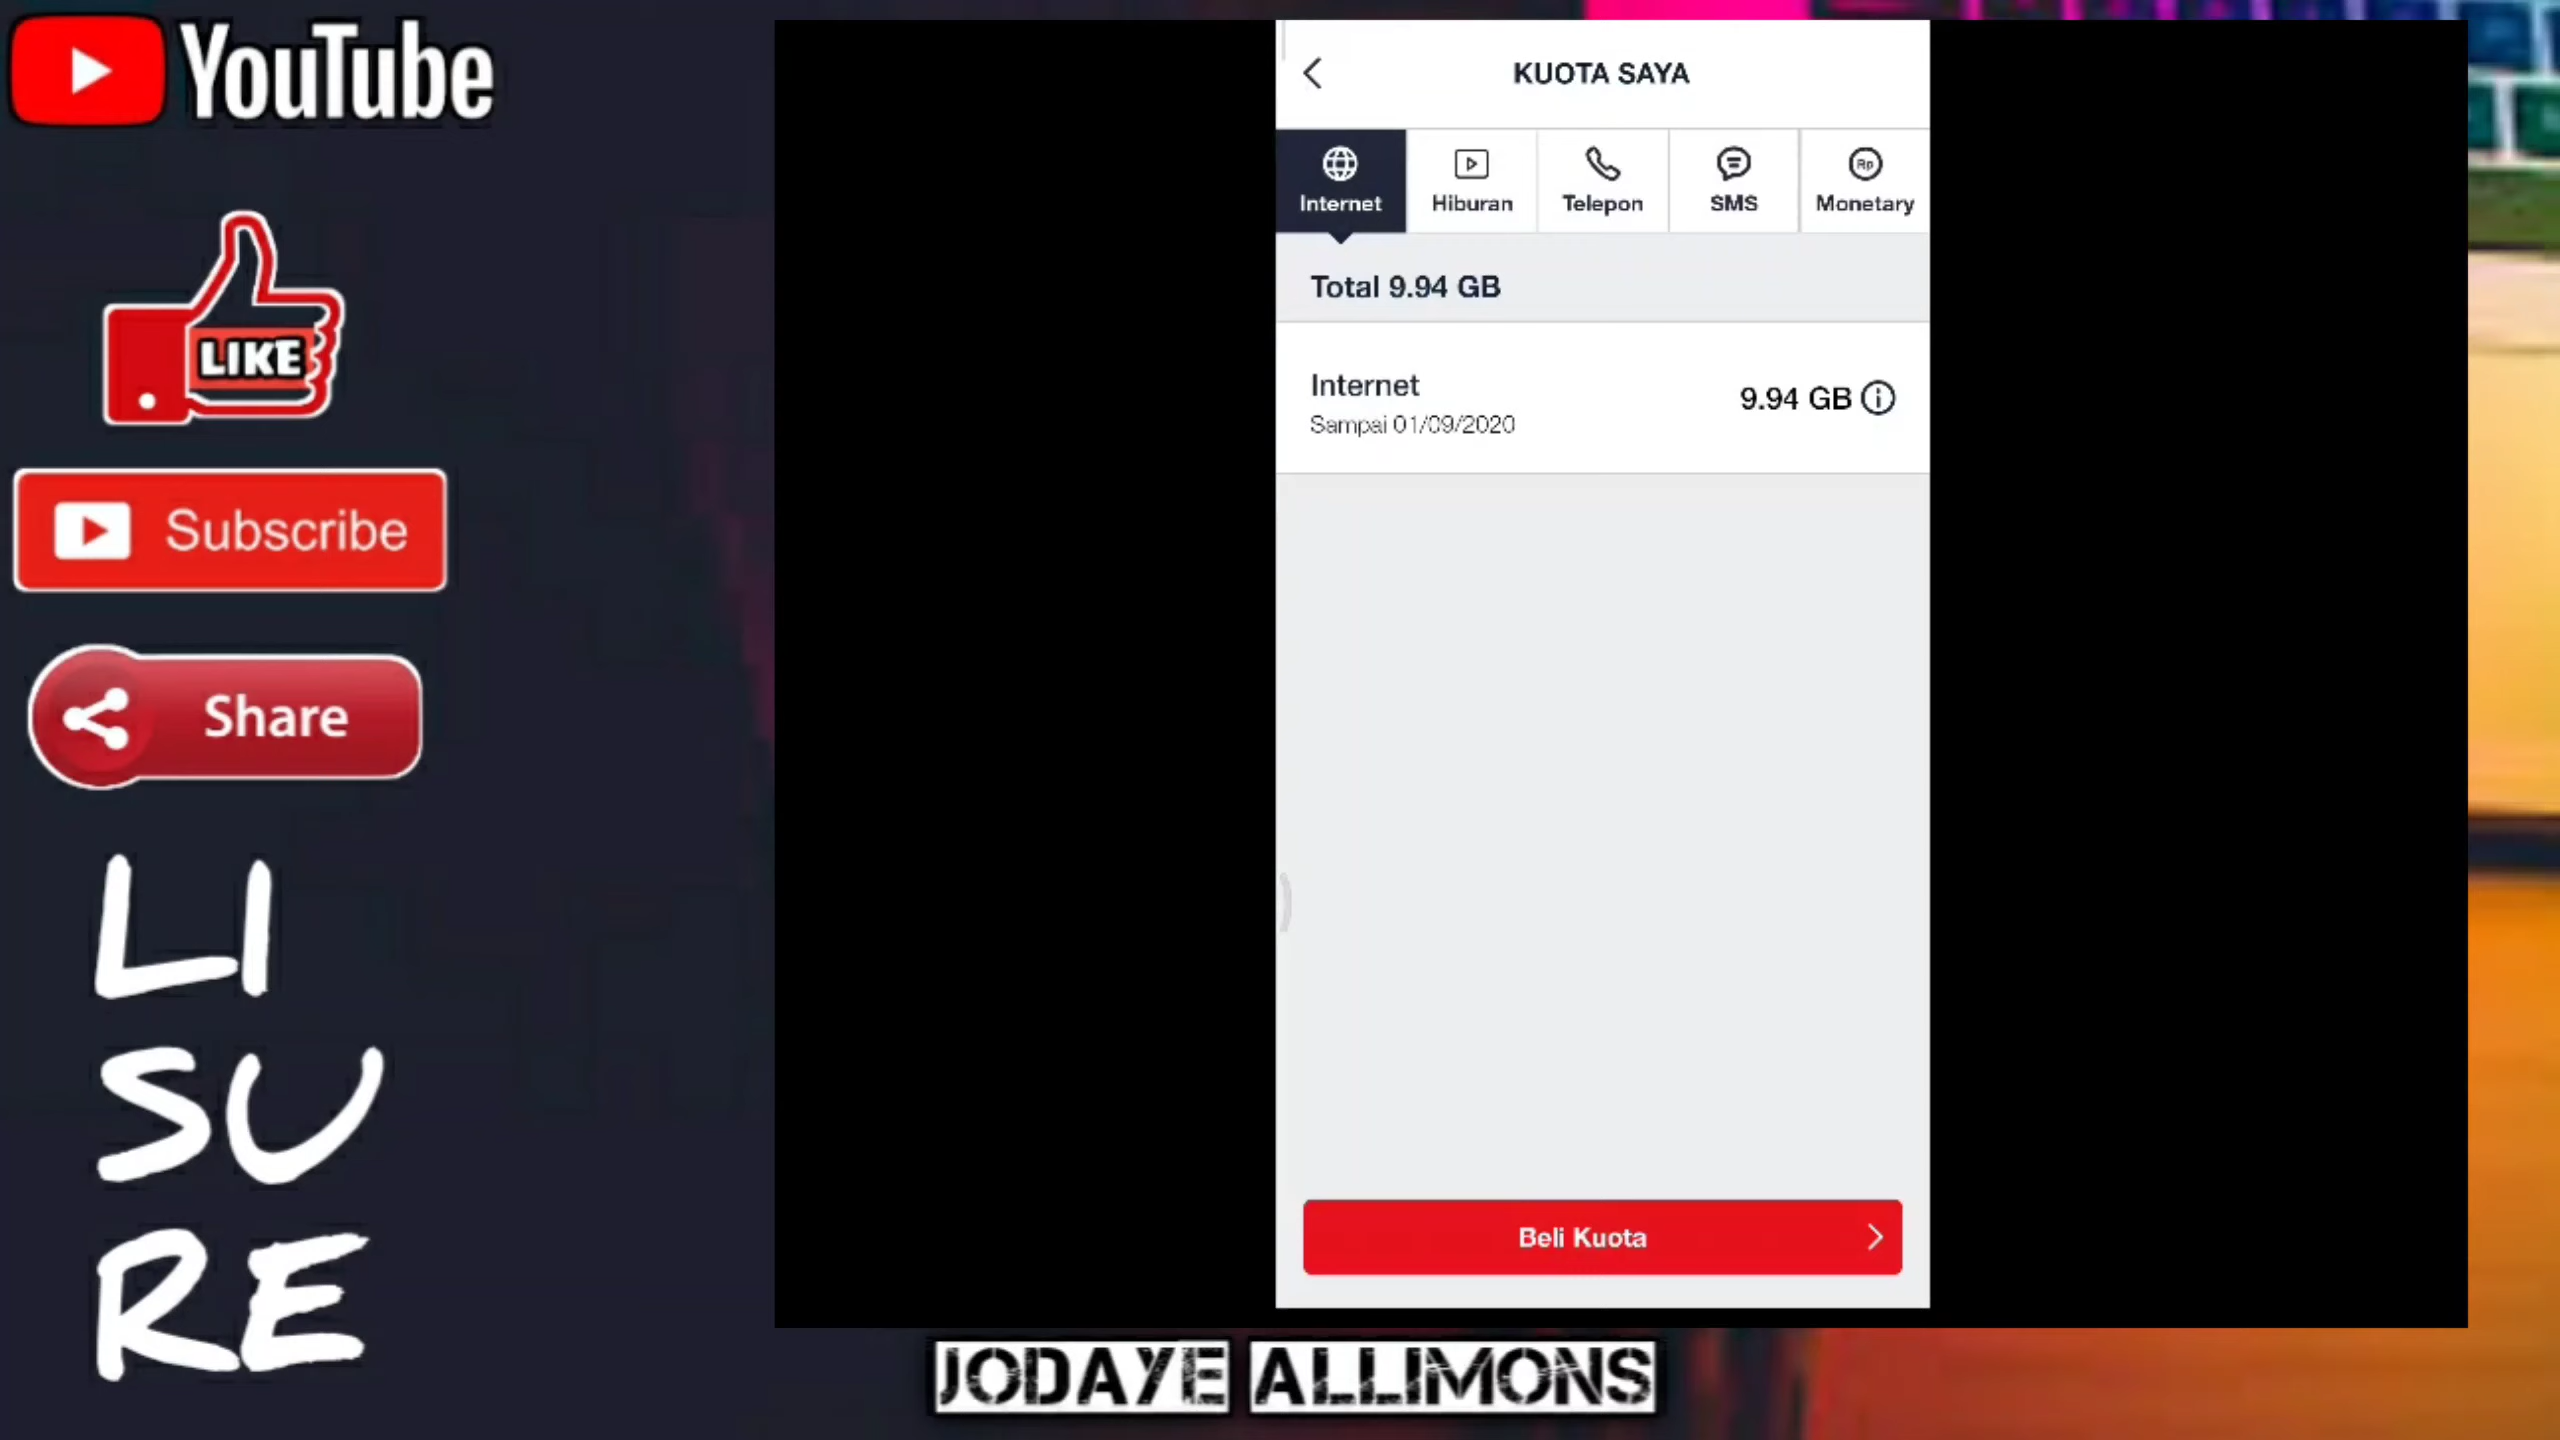 YouTube
LIKE
Subscribe
Share
LI
SU
RE
KUOTA SAYA
Internet
Hiburan
Telepon
SMS
Rp
Monetary
Total 9.94 GB
Internet
9.94 GB
Sampai 01/09/2020
Beli Kuota
JODAYE ALLIMONS